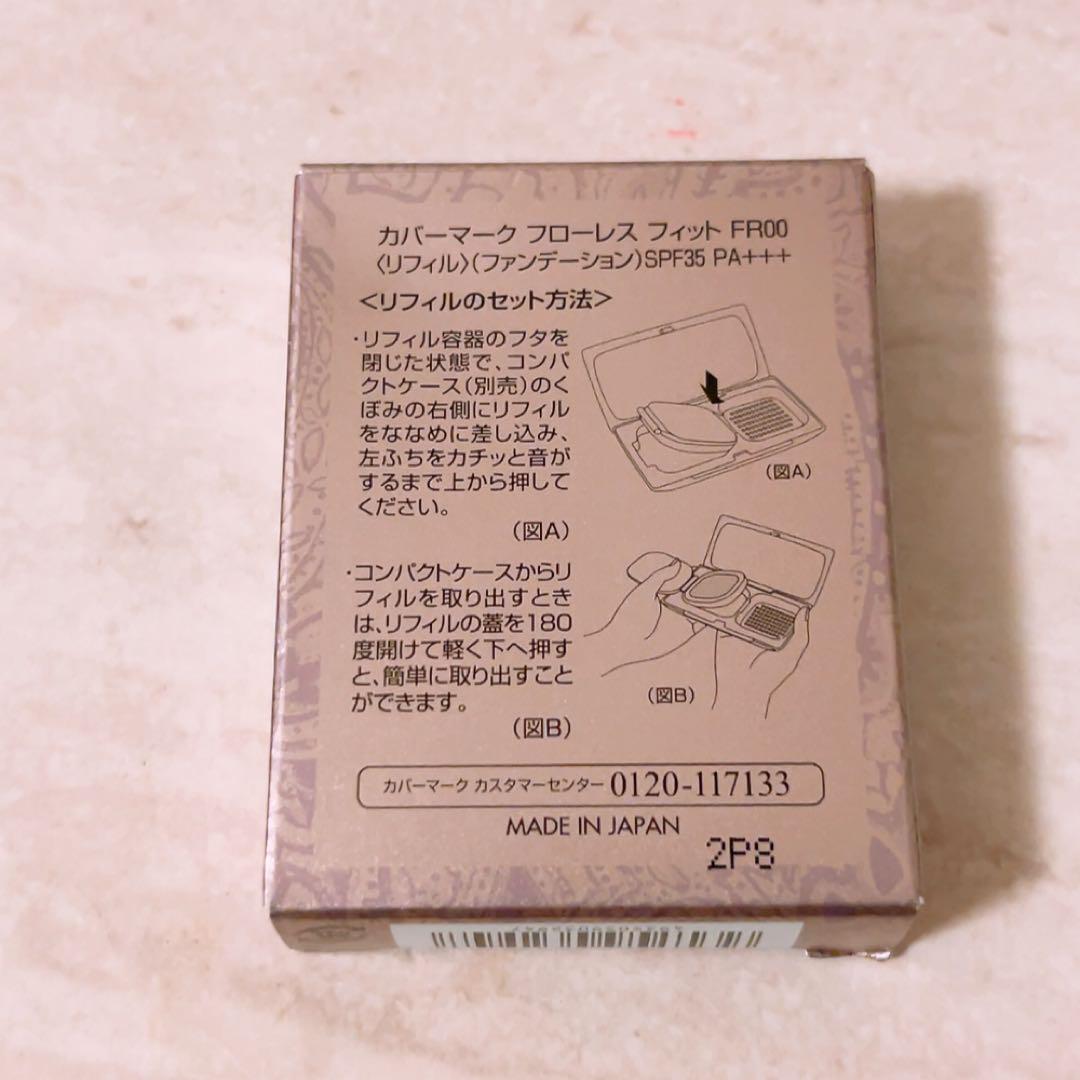 カバーマーク フローレス フィット FR00
〈リフィル〉(ファンデーション)SPF35 PA+++
<リフィルのセット方法>
・リフィル容器のフタを
閉じた状態で、コンパ
クトケース(別売)のく
ぼみの右側にリフィル
をななめに差し込み、
左ふちをカチッと音が
するまで上から押して
ください。
(図A)
(図A)
・コンパクトケースからリ
フィルを取り出すとき
は、リフィルの蓋を180
度開けて軽く下へ押す
と、簡単に取り出すこと
ができます。
(図B)
(図B)
カバーマーク カスタマーセンター 0120-117133
MADE IN JAPAN
2P8